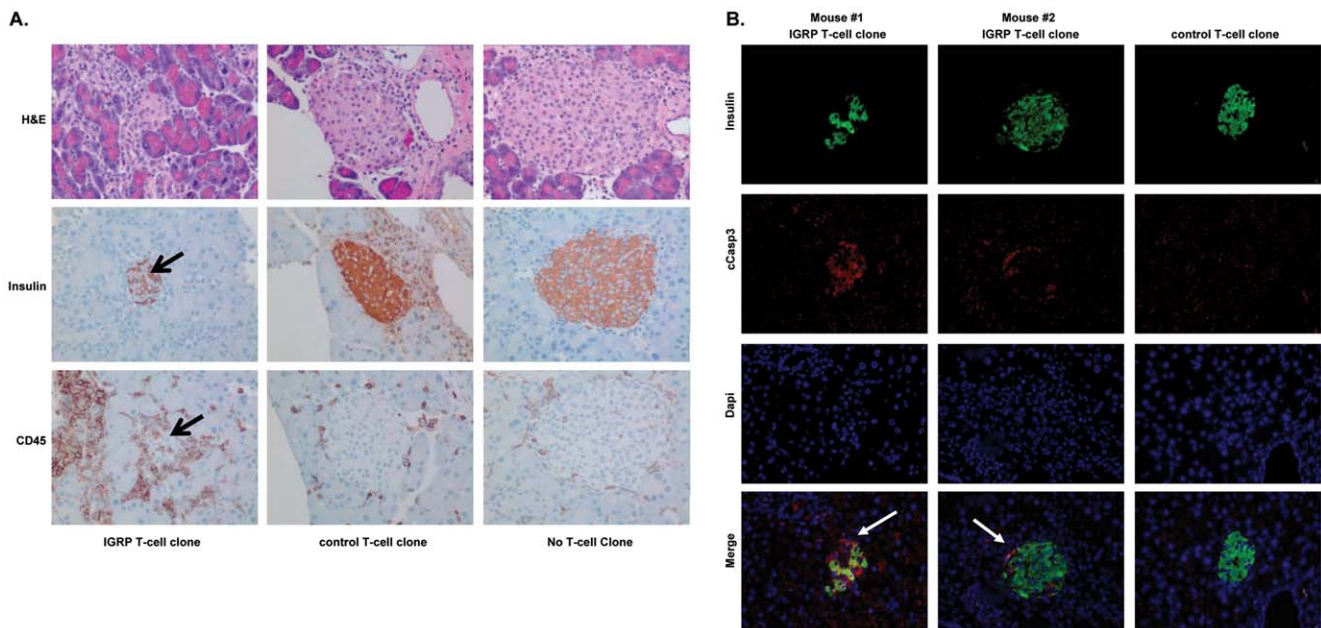 A.
H&E
Insulin
CD45
IGRP T-cell clone
control T-cell clone
No T-cell Clone
B.
Mouse #1
IGRP T-cell clone
Mouse #2
IGRP T-cell clone
control T-cell clone
Insulin
cCasp3
Dapi
Merge